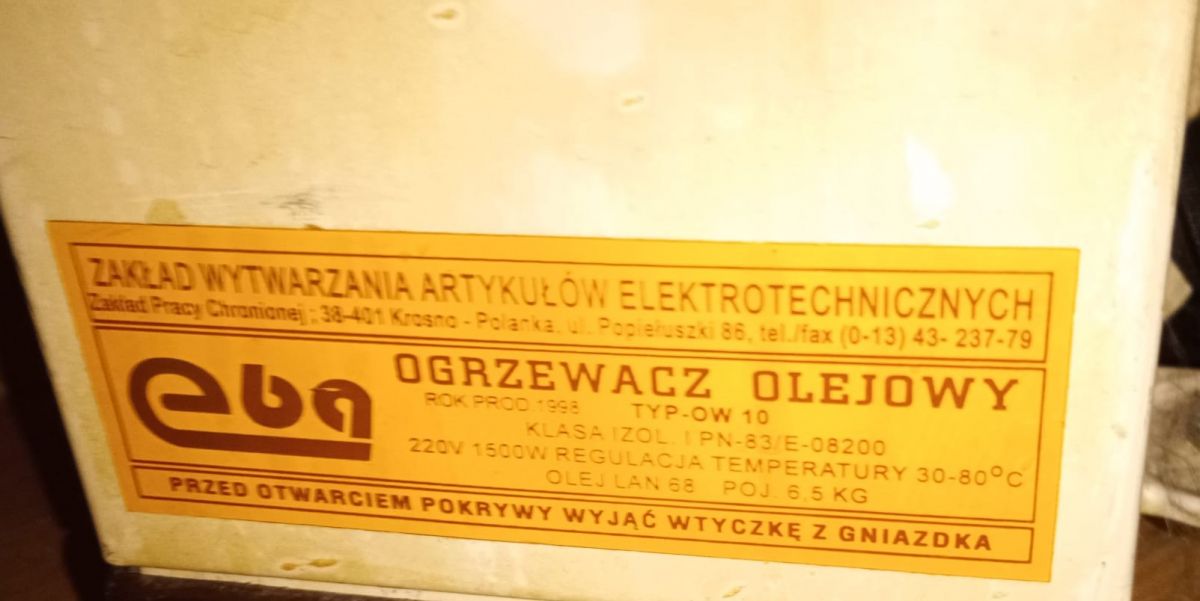 ZAKŁAD WYTWARZANIA ARTYKUŁÓW ELEKTROTECHNICZNYCH
Zakład Pracy Chronionej ; 38-401 Krosno - Polanka, ul. Popiełuszki 86, tel./fax (0-13) 43- 237-79
eba
OGRZEWACZ OLEJOWY
ROK PROD.1998 TYP-OW 10
KLASA IZOL. I PN-83/E-08200
220V 1500W REGULACJA TEMPERATURY 30-80°C
OLEJ LAN 68 POJ. 6,5 KG
PRZED OTWARCIEM POKRYWY WYJĄĆ WTYCZKĘ Z GNIAZDKA